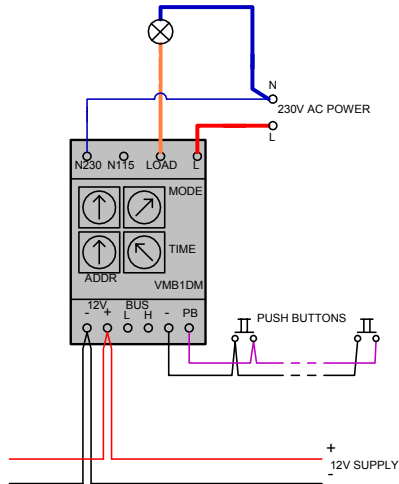 N
230V AC POWER
L
N230 N115 LOAD L
MODE
TIME
ADDR
VMB1DM
12V BUS
- + L H - PB
PUSH BUTTONS
+
12V SUPPLY
-